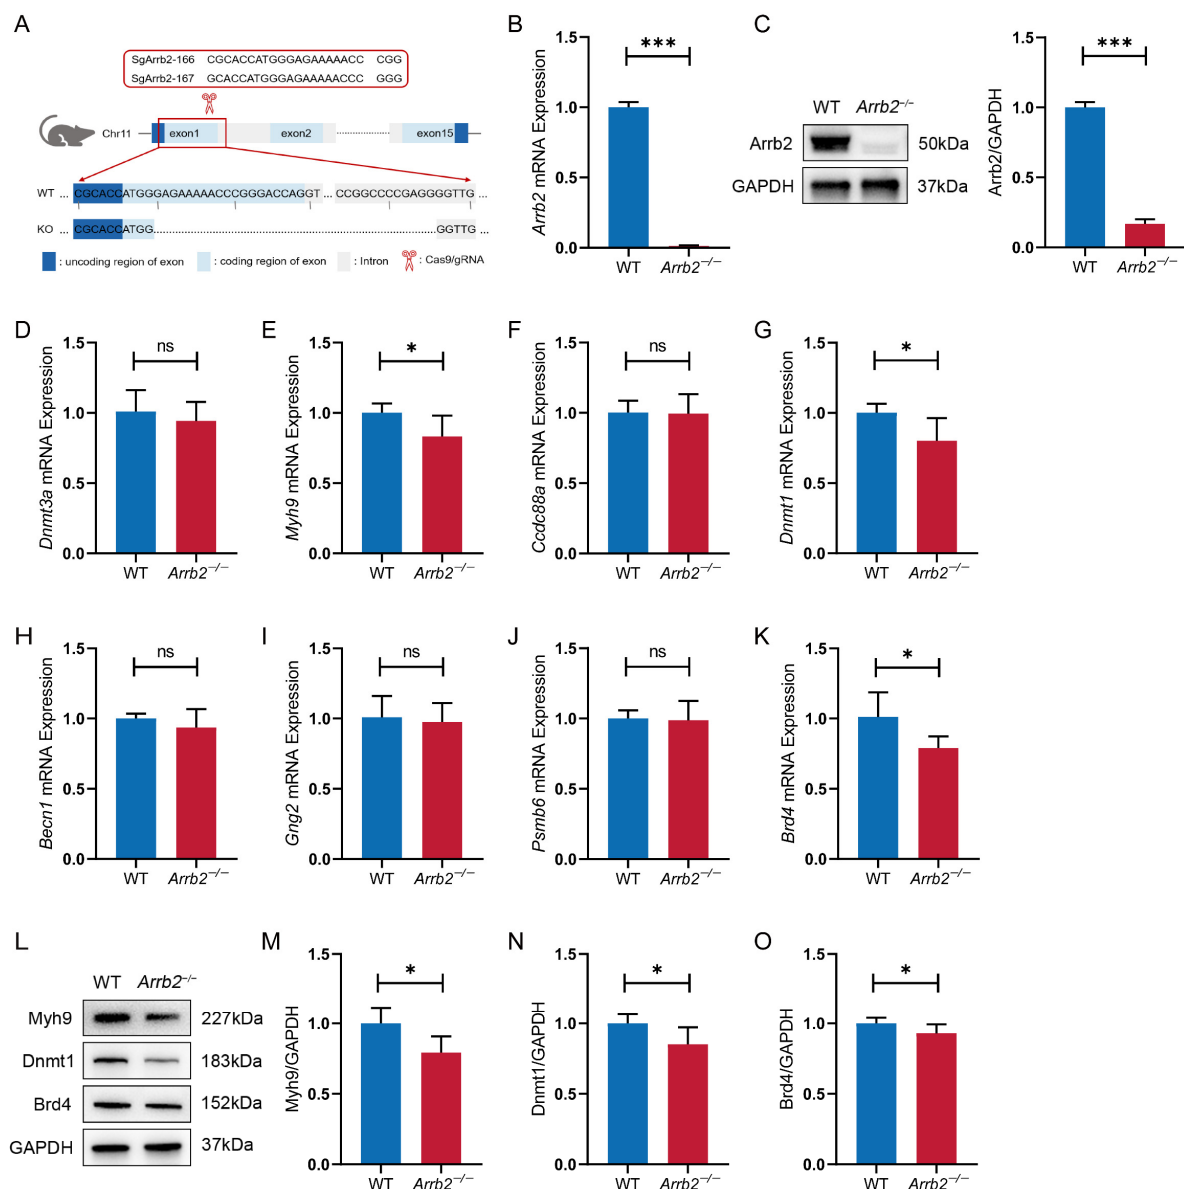 A
SgArrb2-166 CGCACCATGGGAGAAAAACC CGG
SgArrb2-167 GCACCATGGGAGAAAAACCC GGG
Chr11 exon1 exon2 exon15
WT ... CGCACCATGGGAGAAAAACCCGGGACCAGGT ... CCGGCCCCGAGGGGTTG ...
KO ... CGCACCATGG GGTTG ...
: uncoding region of exon : coding region of exon : Intron : Cas9/gRNA
B
Arrb2 mRNA Expression
1.5
1.0
0.5
0.0
***
WT Arrb2−/−
C
WT Arrb2−/−
Arrb2 50kDa
GAPDH 37kDa
Arrb2/GAPDH
1.5
1.0
0.5
0.0
***
WT Arrb2−/−
D
Dnmt3a mRNA Expression
1.5
1.0
0.5
0.0
ns
WT Arrb2−/−
E
Myh9 mRNA Expression
1.5
1.0
0.5
0.0
*
WT Arrb2−/−
F
Ccdc88a mRNA Expression
1.5
1.0
0.5
0.0
ns
WT Arrb2−/−
G
Dnmt1 mRNA Expression
1.5
1.0
0.5
0.0
*
WT Arrb2−/−
H
Becn1 mRNA Expression
1.5
1.0
0.5
0.0
ns
WT Arrb2−/−
I
Gng2 mRNA Expression
1.5
1.0
0.5
0.0
ns
WT Arrb2−/−
J
Psmb6 mRNA Expression
1.5
1.0
0.5
0.0
ns
WT Arrb2−/−
K
Brd4 mRNA Expression
1.5
1.0
0.5
0.0
*
WT Arrb2−/−
L
WT Arrb2−/−
Myh9 227kDa
Dnmt1 183kDa
Brd4 152kDa
GAPDH 37kDa
M
Myh9/GAPDH
1.5
1.0
0.5
0.0
*
WT Arrb2−/−
N
Dnmt1/GAPDH
1.5
1.0
0.5
0.0
*
WT Arrb2−/−
O
Brd4/GAPDH
1.5
1.0
0.5
0.0
*
WT Arrb2−/−